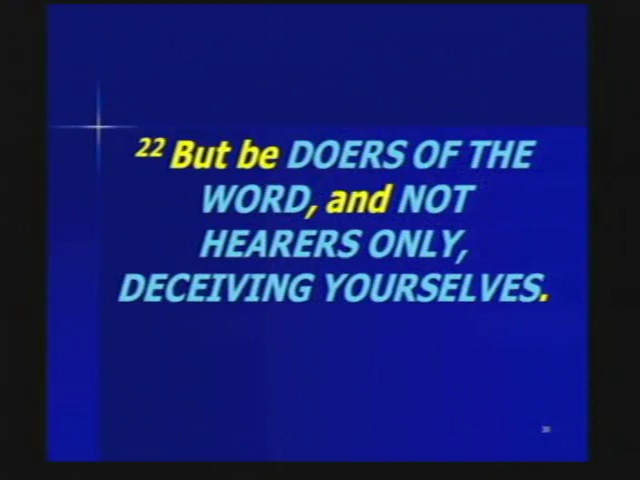 22 But be DOERS OF THE
WORD, and NOT
HEARERS ONLY,
DECEIVING YOURSELVES.